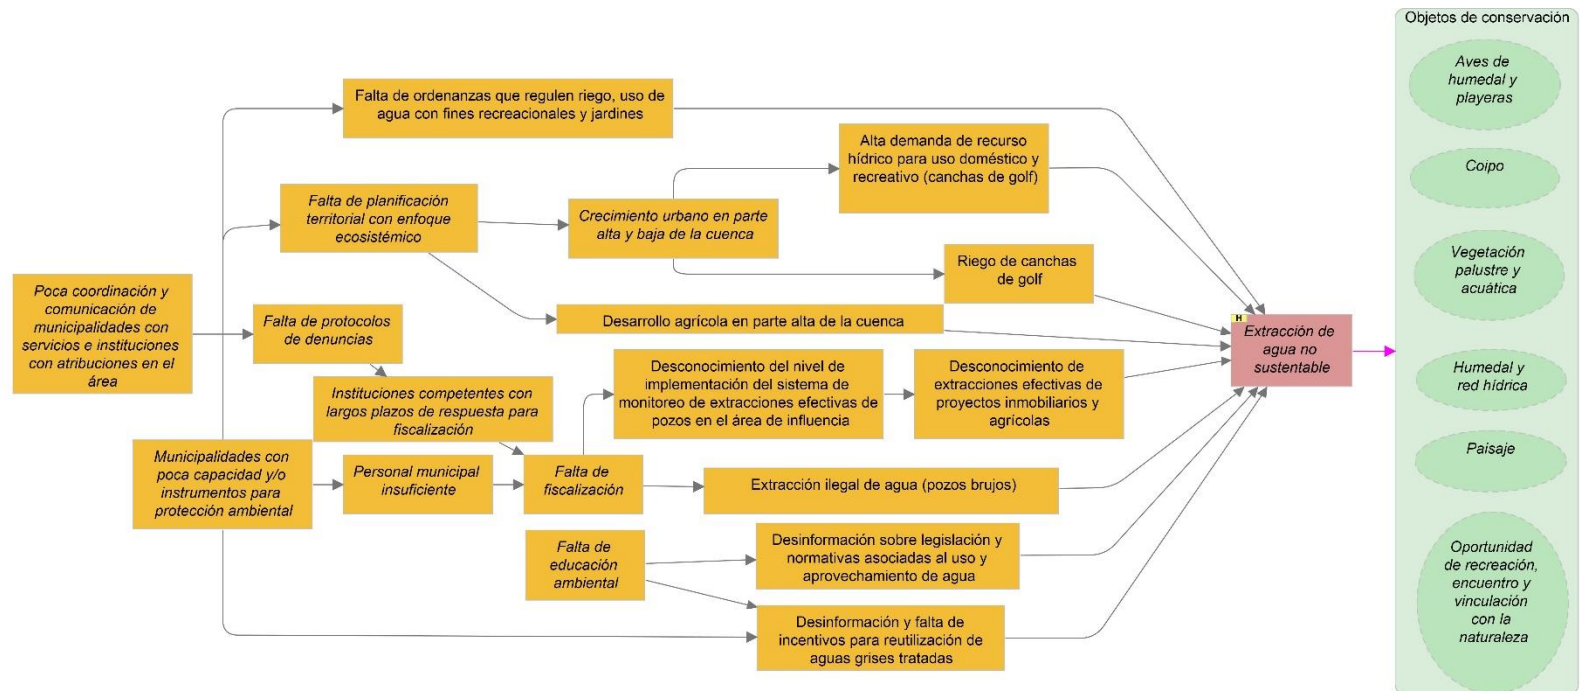 Objetos de conservación
Aves de
humedal y
playeras
Coipo
Vegetación
palustre y
acuática
Humedal y
red hídrica
Paisaje
Oportunidad
de recreación,
encuentro y
vinculación
con la
naturaleza
Falta de ordenanzas que regulen riego, uso de
agua con fines recreacionales y jardines
Alta demanda de recurso
hídrico para uso doméstico y
recreativo (canchas de golf)
Falta de planificación
territorial con enfoque
ecosistémico
Crecimiento urbano en parte
alta y baja de la cuenca
Riego de canchas
de golf
Poca coordinación y
comunicación de
municipalidades con
servicios e instituciones
con atribuciones en el
área
Falta de protocolos
de denuncias
Desarrollo agrícola en parte alta de la cuenca
H
Extracción de
agua no
sustentable
Instituciones competentes con
largos plazos de respuesta para
fiscalización
Desconocimiento del nivel de
implementación del sistema de
monitoreo de extracciones efectivas de
pozos en el área de influencia
Desconocimiento de
extracciones efectivas de
proyectos inmobiliarios y
agrícolas
Municipalidades con
poca capacidad y/o
instrumentos para
protección ambiental
Personal municipal
insuficiente
Falta de
fiscalización
Extracción ilegal de agua (pozos brujos)
Falta de
educación
ambiental
Desinformación sobre legislación y
normativas asociadas al uso y
aprovechamiento de agua
Desinformación y falta de
incentivos para reutilización de
aguas grises tratadas